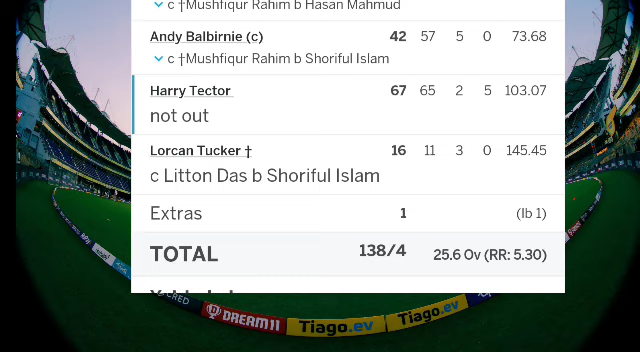 c †Mushfiqur Rahim b Hasan Mahmud
Andy Balbirnie (c) 42 57 5 0 73.68
c †Mushfiqur Rahim b Shoriful Islam
Harry Tector 67 65 2 5 103.07
not out
Lorcan Tucker † 16 11 3 0 145.45
c Litton Das b Shoriful Islam
Extras 1 (lb 1)
TOTAL 138/4 25.6 Ov (RR: 5.30)
CRED
DREAM11
Tiago.ev
Tiago.ev